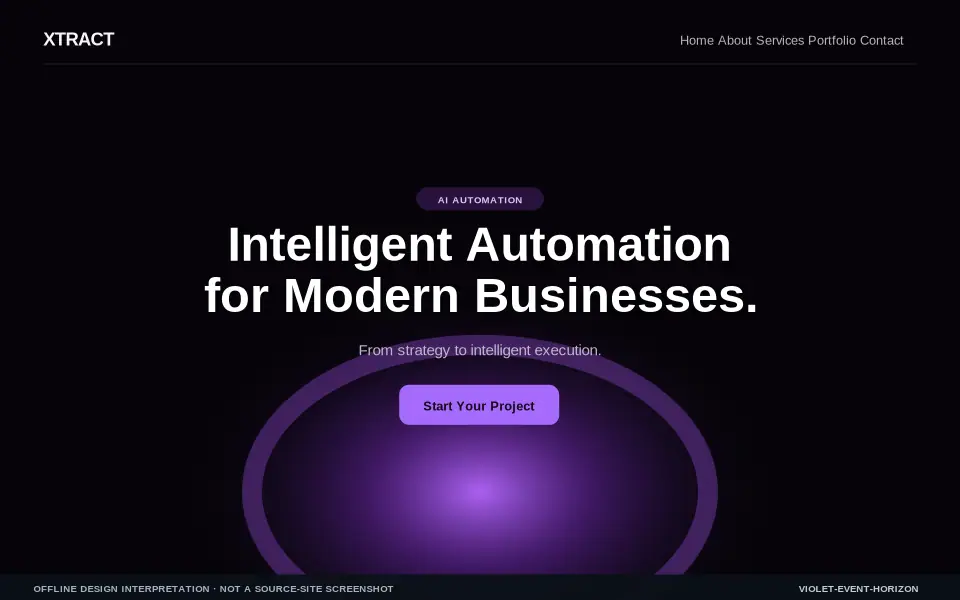 XTRACT
Home About Services Portfolio Contact
AI AUTOMATION
Intelligent Automation
for Modern Businesses.
From strategy to intelligent execution.
Start Your Project
OFFLINE DESIGN INTERPRETATION · NOT A SOURCE-SITE SCREENSHOT
VIOLET-EVENT-HORIZON